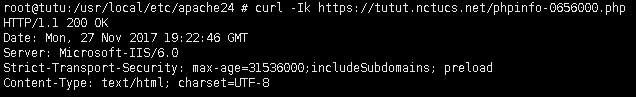 root@tutu:/usr/local/etc/apache24 # curl -Ik https://tutut.nctucs.net/phpinfo-0656000.php
HTTP/1.1 200 OK
Date: Mon, 27 Nov 2017 19:22:46 GMT
Server: Microsoft-IIS/6.0
Strict-Transport-Security: max-age=31536000;includeSubdomains; preload
Content-Type: text/html; charset=UTF-8